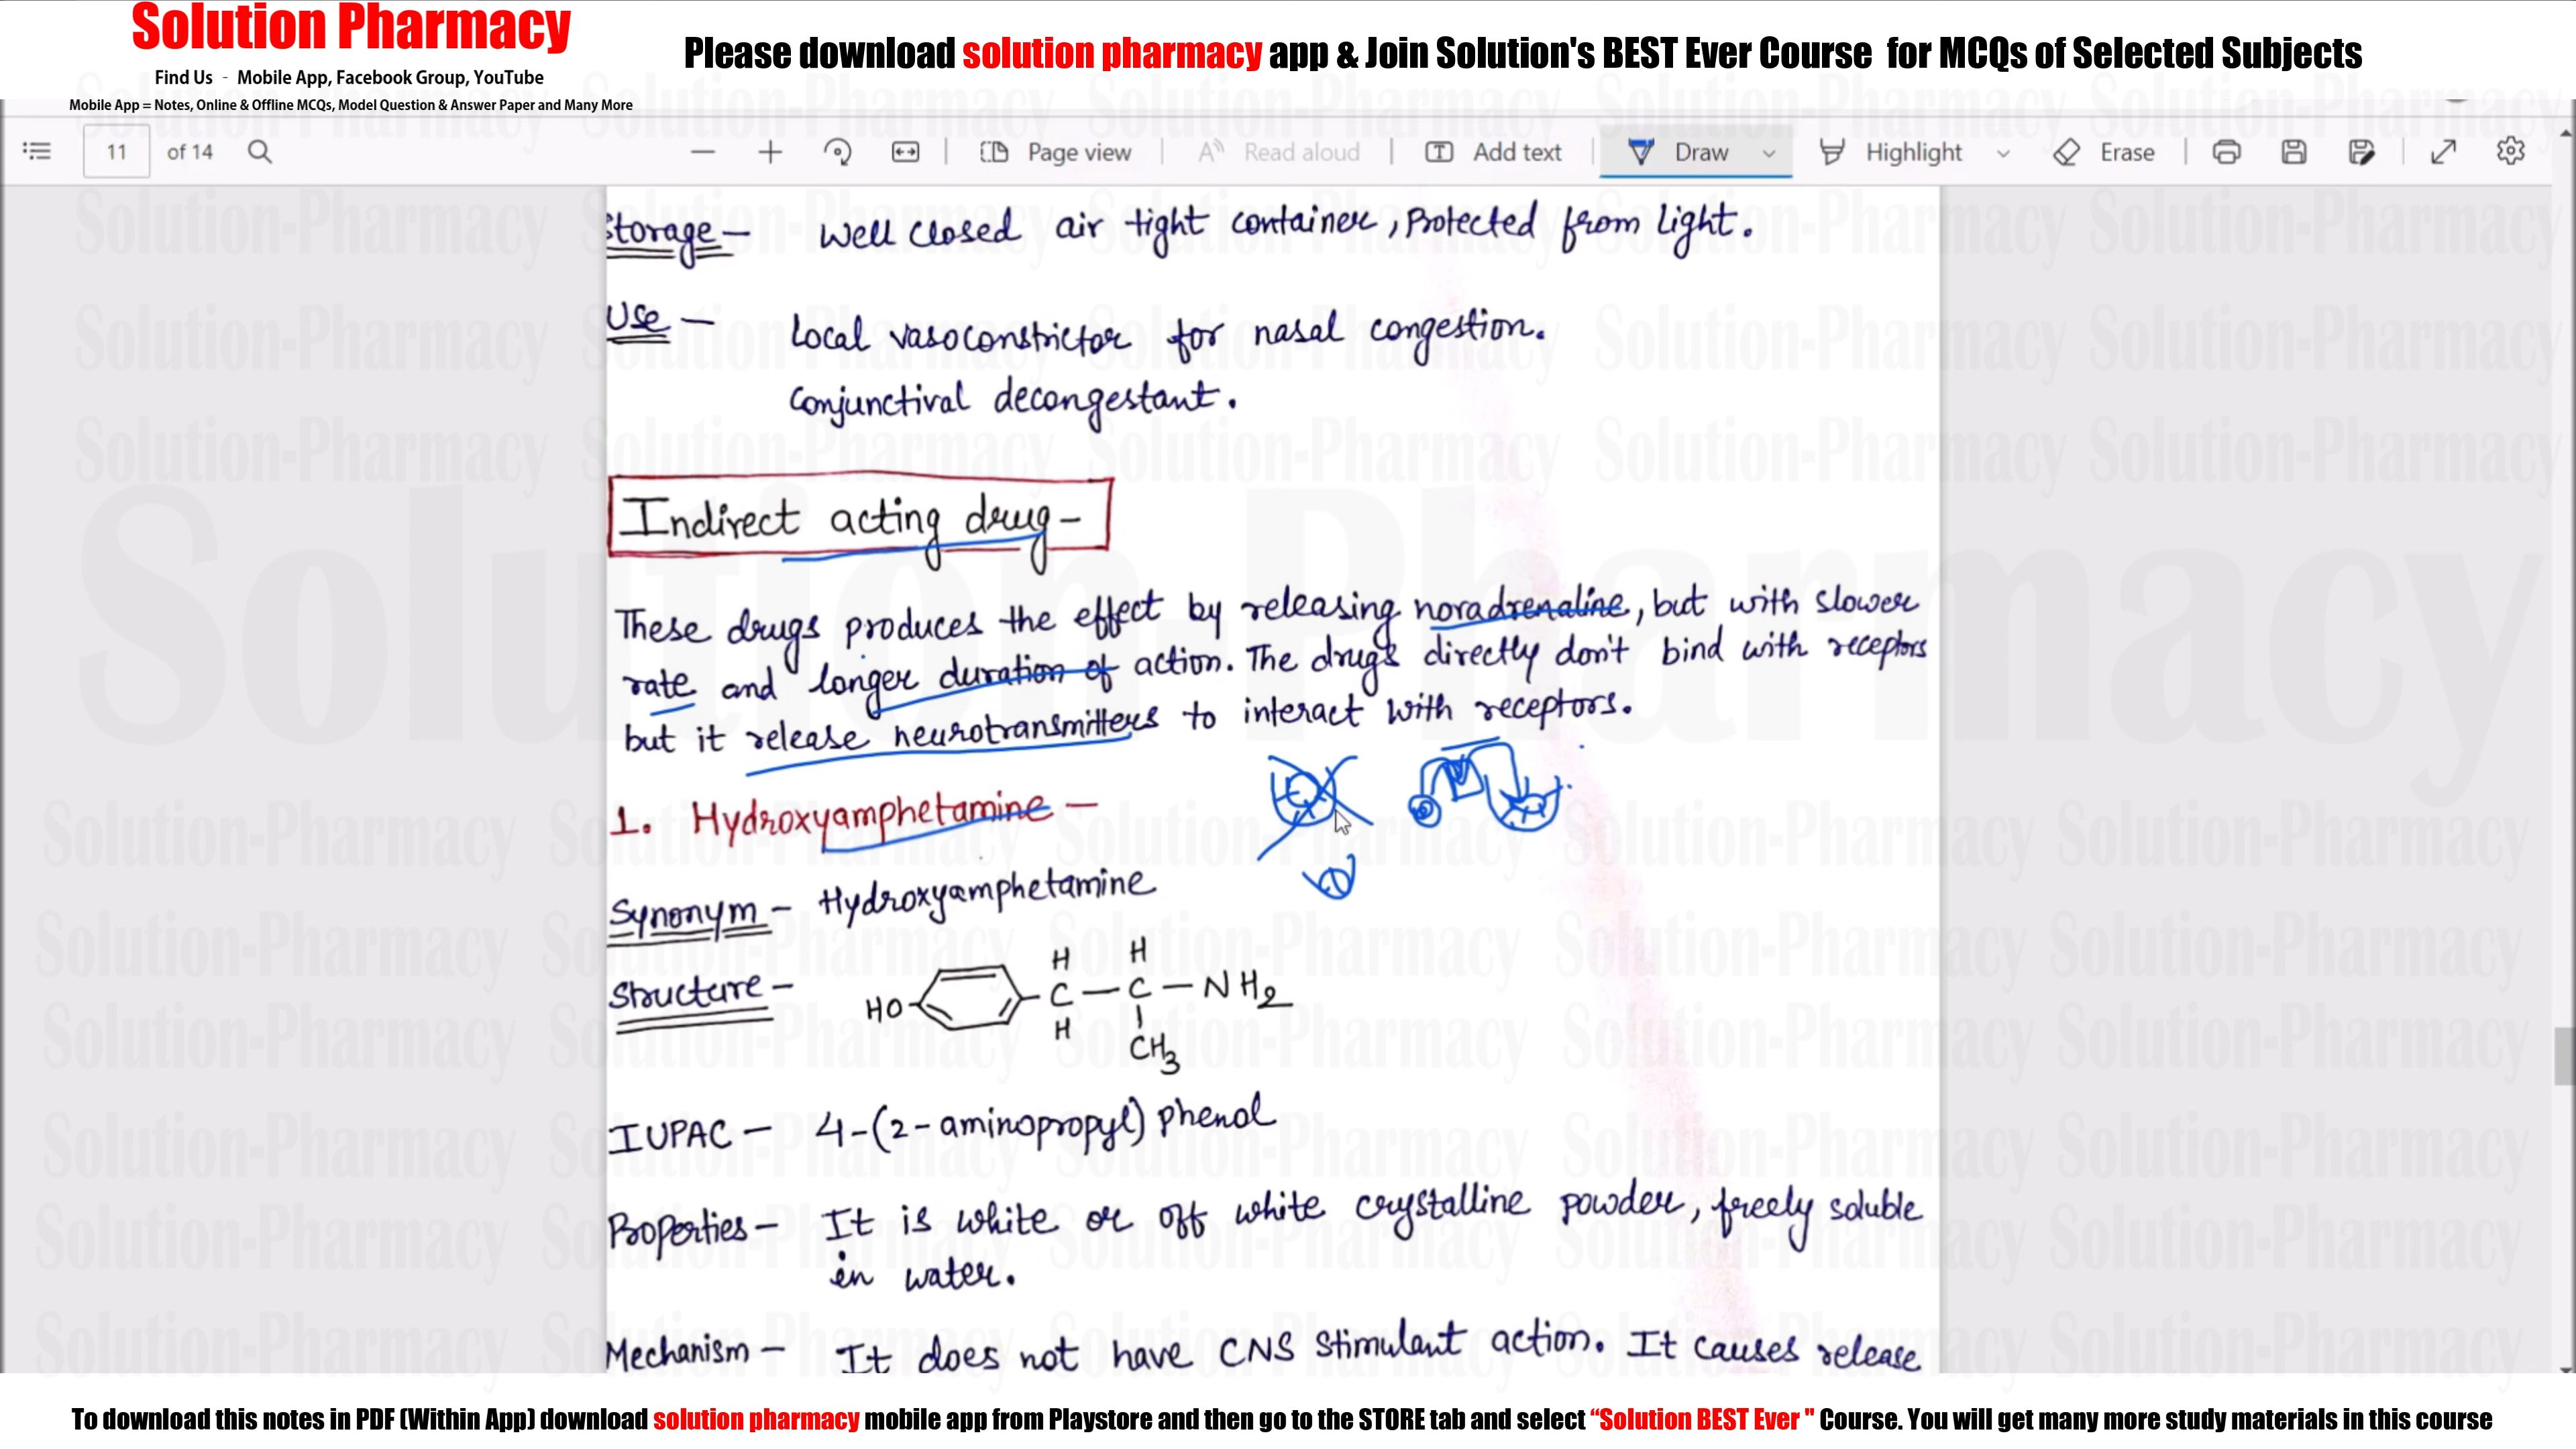 Solution Pharmacy
Find Us - Mobile App, Facebook Group, YouTube
Mobile App = Notes, Online & Offline MCQs, Model Question & Answer Paper and Many More
Please download solution pharmacy app & Join Solution's BEST Ever Course for MCQs of Selected Subjects
11 of 14 Page view Read aloud Add text Draw Highlight Erase
Storage - Well closed air tight container, Protected from light.
Use - Local vasoconstrictor for nasal congestion.
Conjunctival decongestant.
Indirect acting drug -
These drugs produces the effect by releasing noradrenaline, but with slower
rate and longer duration of action. The drugs directly don't bind with receptors
but it release neurotransmitters to interact with receptors.
1. Hydroxyamphetamine -
Synonym - Hydroxyamphetamine
Structure -
H H
HO C - C - NH2
H CH3
IUPAC - 4-(2-aminopropyl) phenol
Properties - It is white or off white crystalline powder, freely soluble
in water.
Mechanism - It does not have CNS stimulant action. It causes release
To download this notes in PDF (Within App) download solution pharmacy mobile app from Playstore and then go to the STORE tab and select “Solution BEST Ever " Course. You will get many more study materials in this course
Solution-Pharmacy